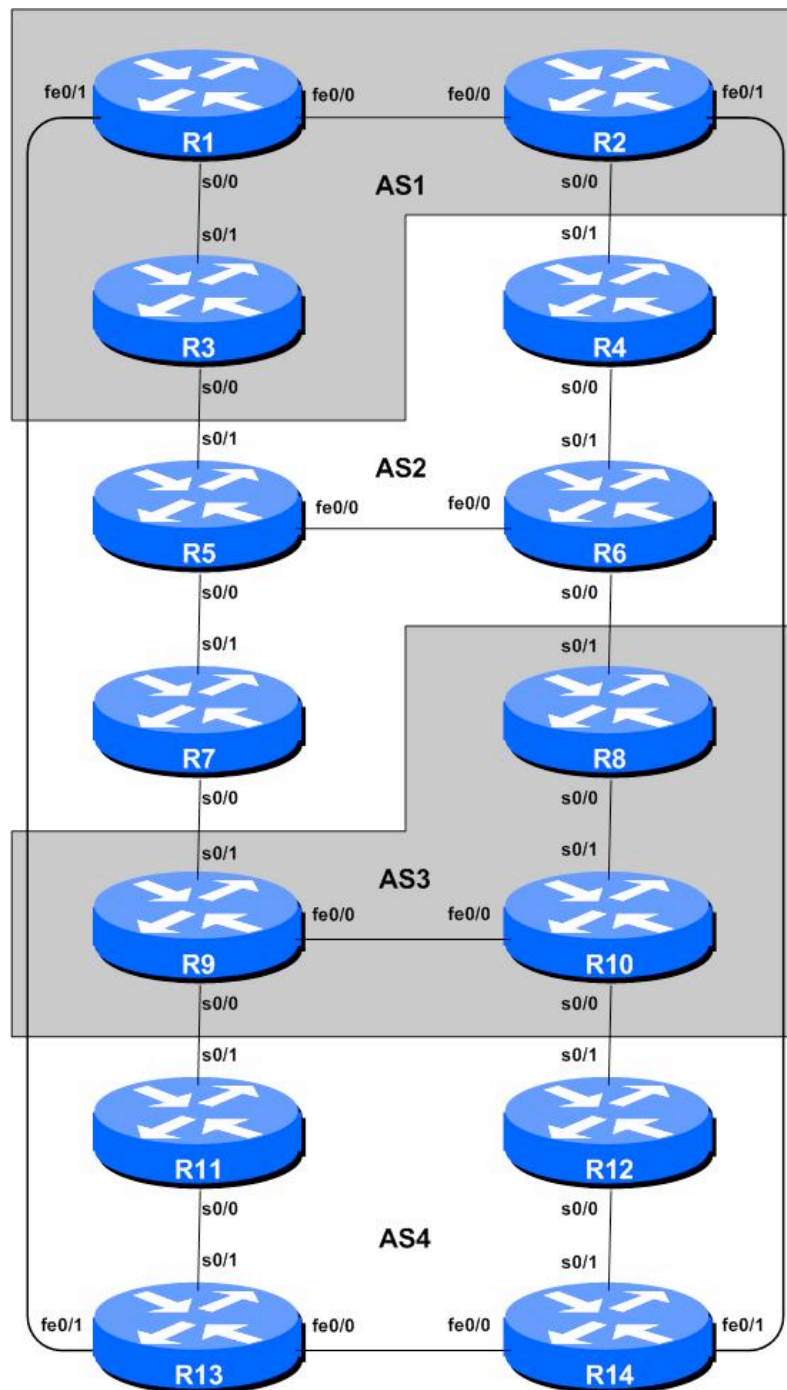 fe0/1 fe0/0 fe0/0 fe0/1
R1 R2
s0/0 AS1 s0/0
s0/1 s0/1
R3 R4
s0/0 s0/0
s0/1 AS2 s0/1
fe0/0 fe0/0
R5 R6
s0/0 s0/0
s0/1 s0/1
R7 R8
s0/0 s0/0
s0/1 AS3 s0/1
fe0/0 fe0/0
R9 R10
s0/0 s0/0
s0/1 s0/1
R11 R12
s0/0 s0/0
s0/1 AS4 s0/1
fe0/1 fe0/0 fe0/0 fe0/1
R13 R14